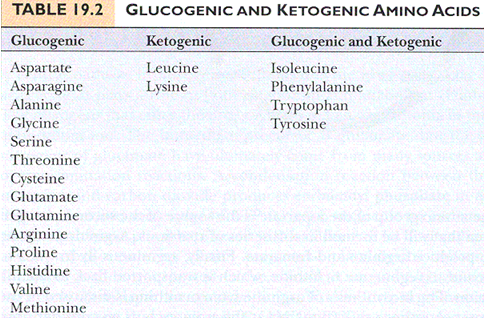 TABLE 19.2 GLUCOGENIC AND KETOGENIC AMINO ACIDS
Glucogenic Ketogenic Glucogenic and Ketogenic
Aspartate Leucine Isoleucine
Asparagine Lysine Phenylalanine
Alanine Tryptophan
Glycine Tyrosine
Serine
Threonine
Cysteine
Glutamate
Glutamine
Arginine
Proline
Histidine
Valine
Methionine